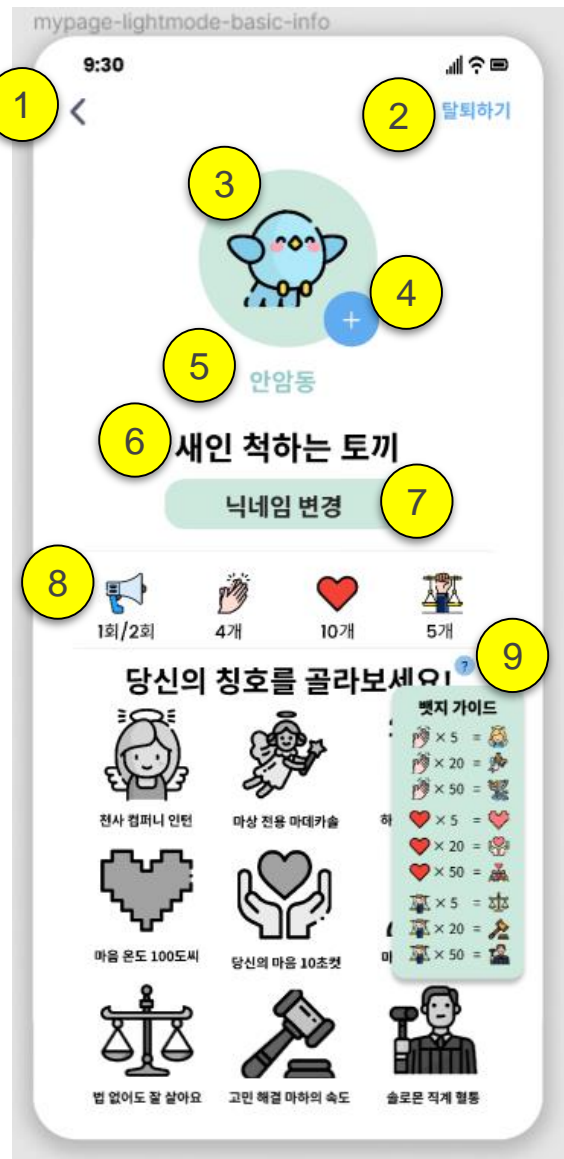 mypage-lightmode-basic-info
9:30
1
2
탈퇴하기
3
4
+
5
안암동
6
새인 척하는 토끼
닉네임 변경
7
8
1회/2회
4개
10개
5개
당신의 칭호를 골라보세요!
?
9
뱃지 가이드
× 5 =
× 20 =
× 50 =
× 5 =
× 20 =
× 50 =
× 5 =
× 20 =
× 50 =
천사 컴퍼니 인턴
마상 전용 마데카솔
하
마음 온도 100도씨
당신의 마음 10초컷
법 없어도 잘 살아요
고민 해결 마하의 속도
솔로몬 직계 혈통